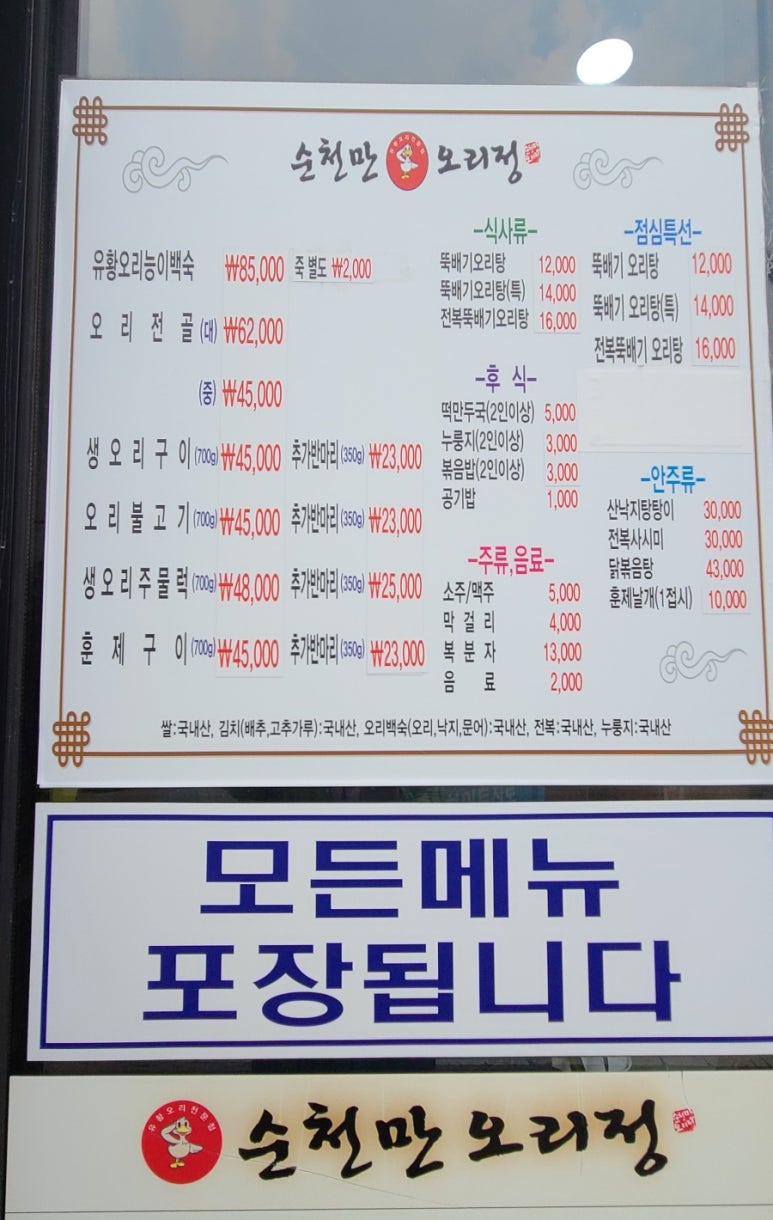 순천만 오리정
유황오리능이백숙 ₩85,000 죽 별도 ₩2,000
오리전골 (대) ₩62,000
(중) ₩45,000
생오리구이 (700g) ₩45,000 추가반마리 (350g) ₩23,000
오리불고기 (700g) ₩45,000 추가반마리 (350g) ₩23,000
생오리주물럭 (700g) ₩48,000 추가반마리 (350g) ₩25,000
훈제구이 (700g) ₩45,000 추가반마리 (350g) ₩23,000
-식사류-
뚝배기오리탕 12,000
뚝배기오리탕(특) 14,000
전복뚝배기오리탕 16,000
-후 식-
떡만두국(2인이상) 5,000
누룽지(2인이상) 3,000
볶음밥(2인이상) 3,000
공기밥 1,000
-주류,음료-
소주/맥주 5,000
막걸리 4,000
복분자 13,000
음료 2,000
-점심특선-
뚝배기 오리탕 12,000
뚝배기 오리탕(특) 14,000
전복뚝배기 오리탕 16,000
-안주류-
산낙지탕탕이 30,000
전복사시미 30,000
닭볶음탕 43,000
훈제날개(1접시) 10,000
쌀:국내산, 김치(배추,고추가루):국내산, 오리백숙(오리,낙지,문어):국내산, 전복:국내산, 누룽지:국내산
모든메뉴
포장됩니다
유황오리전문점
순천만 오리정